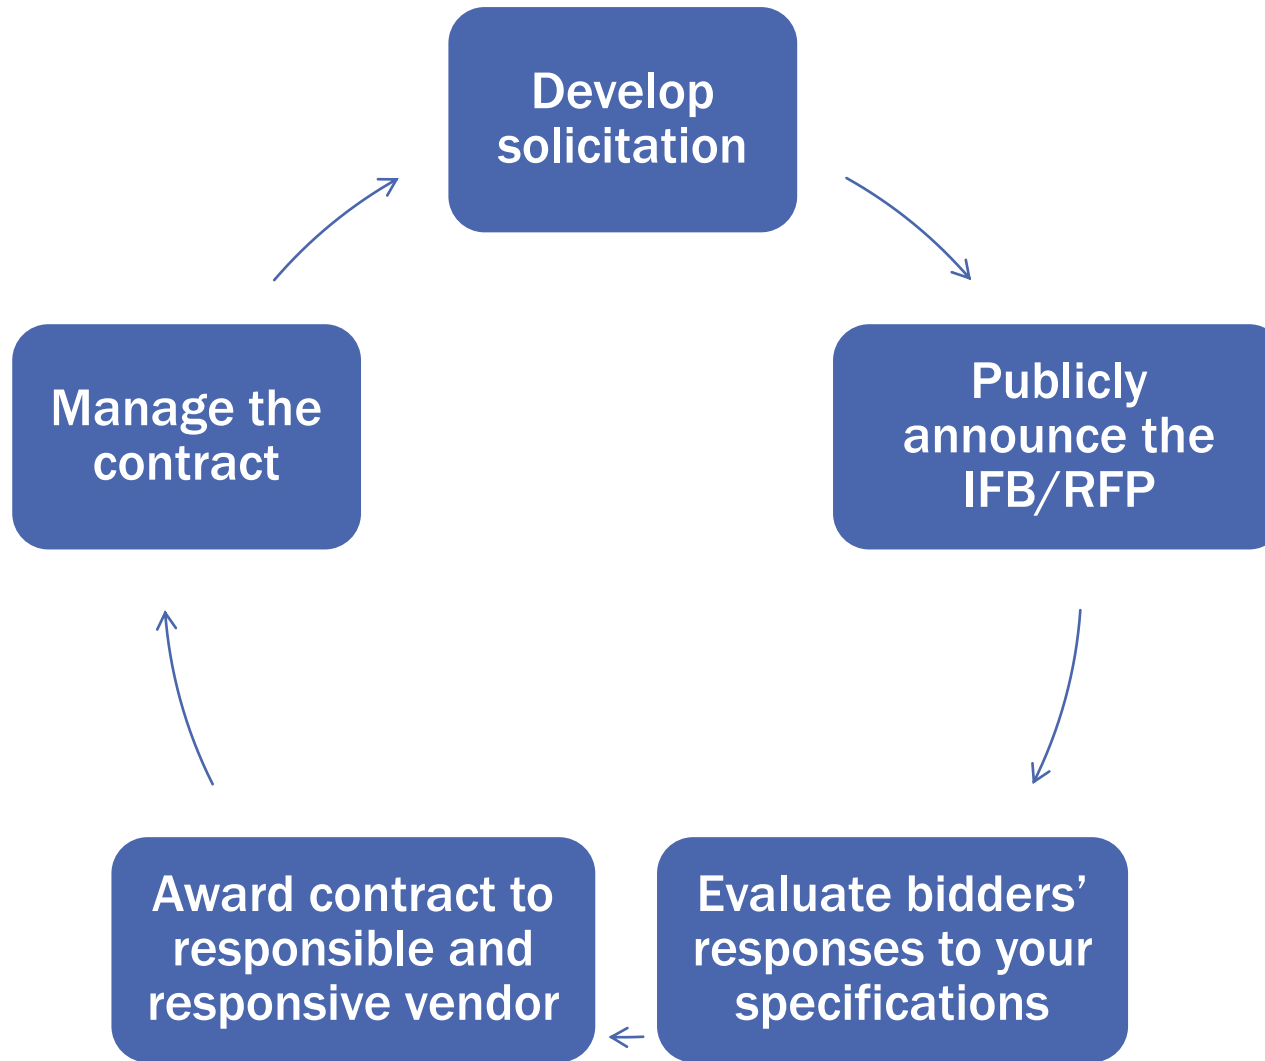 Develop
solicitation
Publicly
announce the
IFB/RFP
Evaluate bidders’
responses to your
specifications
Award contract to
responsible and
responsive vendor
Manage the
contract